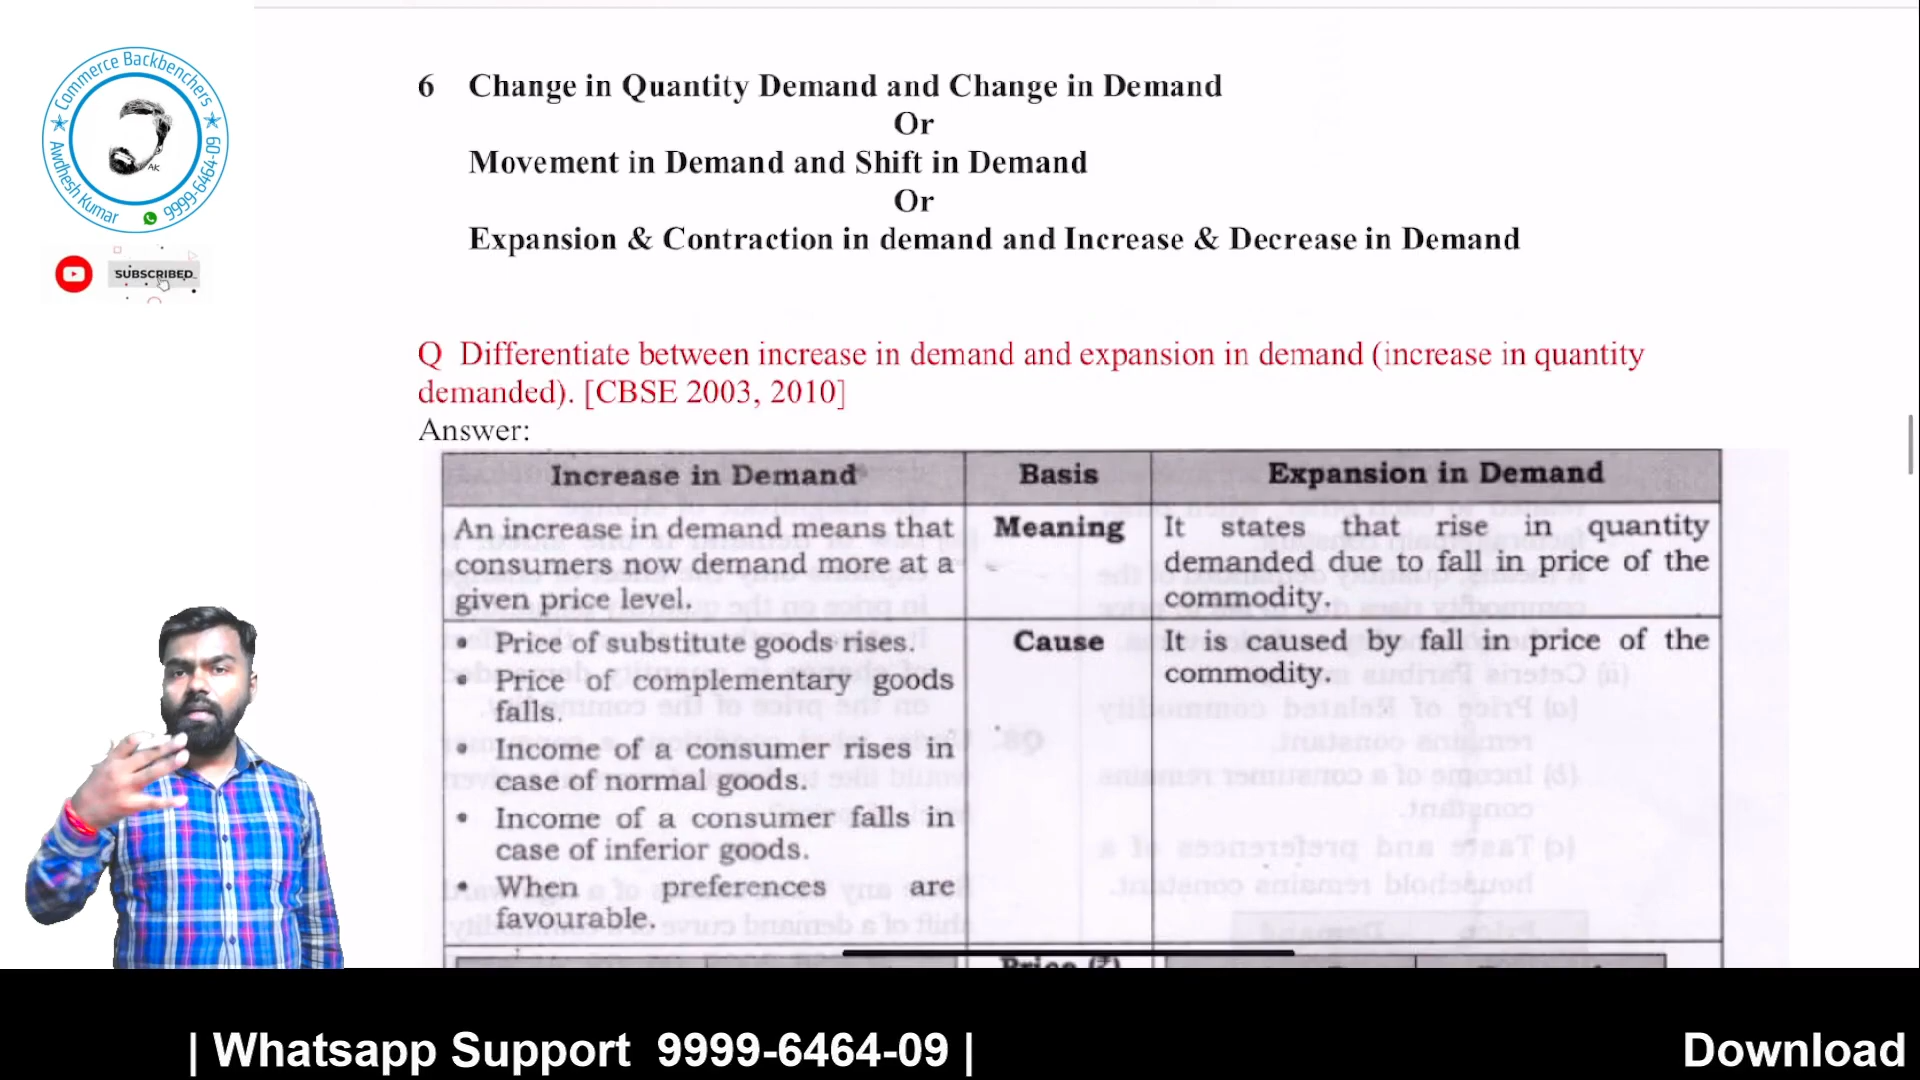 Commerce Backbenchers
Awdhesh Kumar
9999-6464-09
AK
SUBSCRIBED
6 Change in Quantity Demand and Change in Demand
Or
Movement in Demand and Shift in Demand
Or
Expansion & Contraction in demand and Increase & Decrease in Demand
Q Differentiate between increase in demand and expansion in demand (increase in quantity
demanded). [CBSE 2003, 2010]
Answer:
Increase in Demand Basis Expansion in Demand
An increase in demand means that
consumers now demand more at a
given price level.
Meaning
It states that rise in quantity
demanded due to fall in price of the
commodity.
• Price of substitute goods rises.
• Price of complementary goods
falls.
• Income of a consumer rises in
case of normal goods.
• Income of a consumer falls in
case of inferior goods.
• When preferences are
favourable.
Cause
It is caused by fall in price of the
commodity.
Price (₹)
| Whatsapp Support 9999-6464-09 |
Download